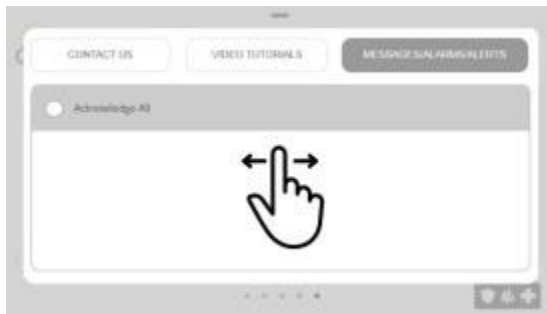 CONTACT US
VIDEO TUTORIALS
MESSAGES/ALARMS/ALERTS
Acknowledge All